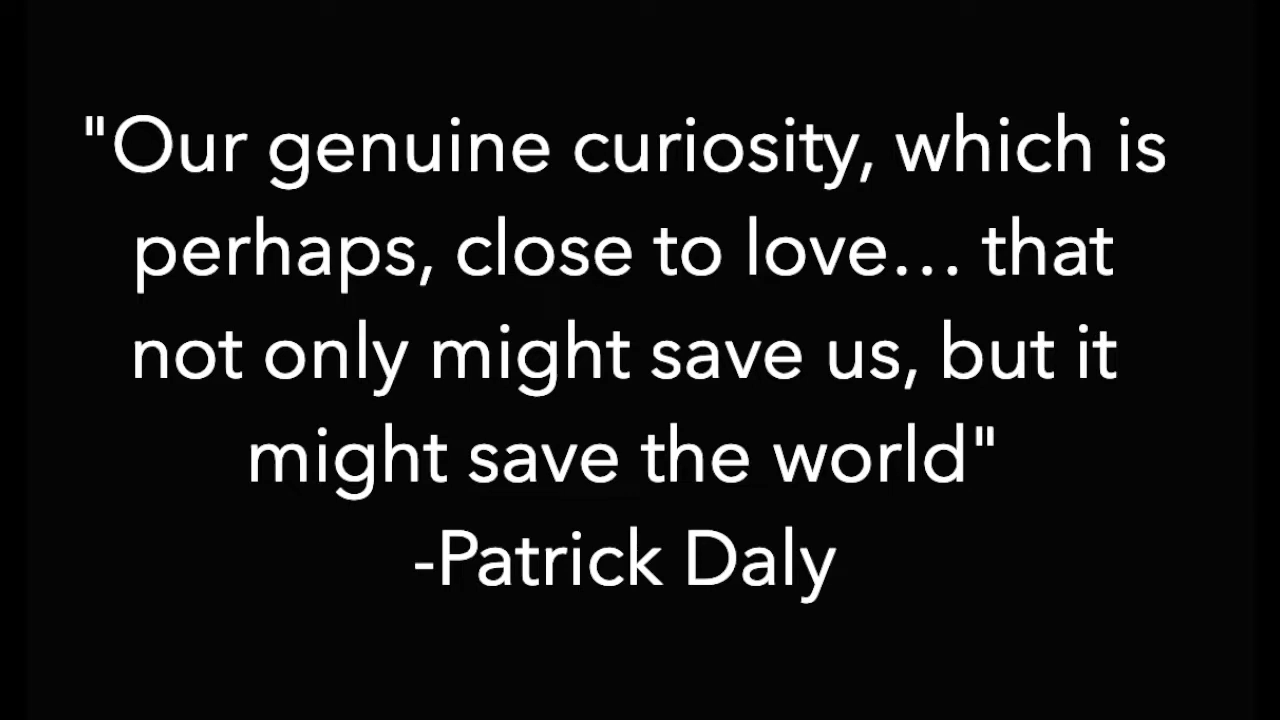 "Our genuine curiosity, which is
perhaps, close to love... that
not only might save us, but it
might save the world"
-Patrick Daly